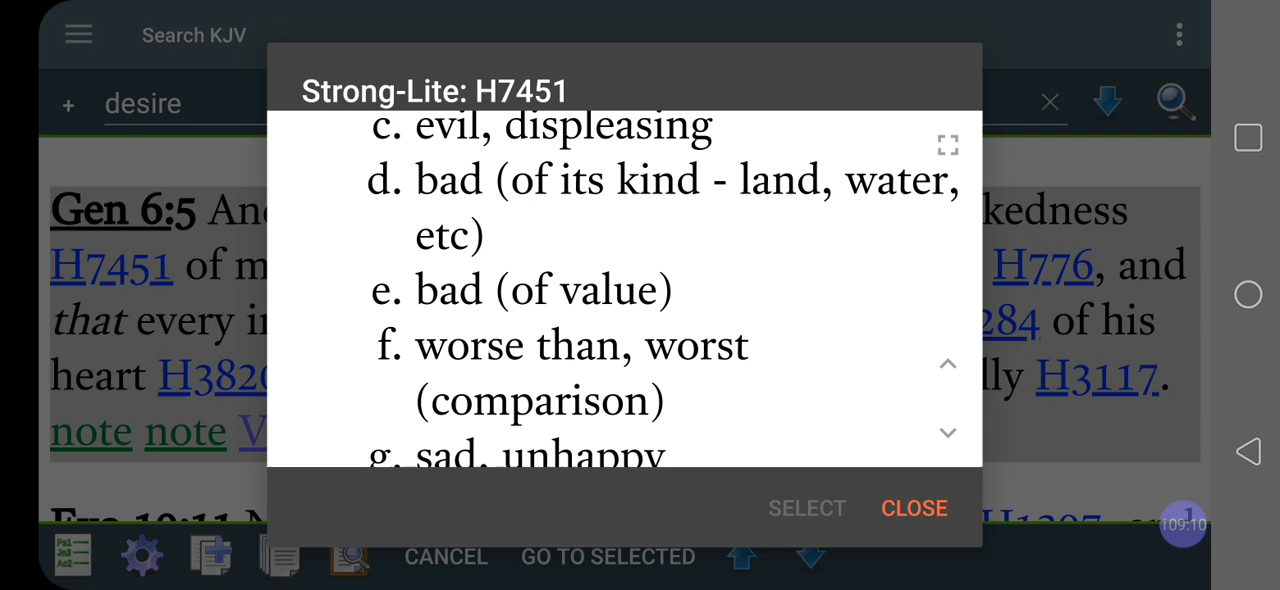 Search KJV
+ desire
Strong-Lite: H7451
c. evil, displeasing
d. bad (of its kind - land, water,
etc)
e. bad (of value)
f. worse than, worst
(comparison)
g. sad, unhappy
SELECT CLOSE
Gen 6:5 kedness
H7451 of H776, and
that every of his
heart H3117.
note note
CANCEL GO TO SELECTED
109:10